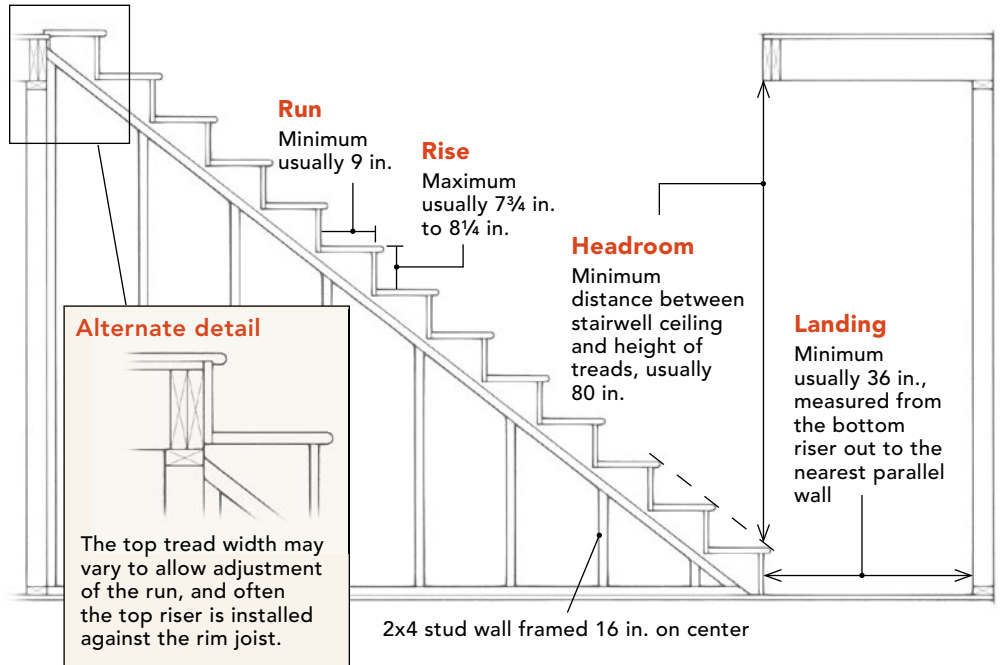 Run
Minimum
usually 9 in.
Rise
Maximum
usually 7¾ in.
to 8¼ in.
Headroom
Minimum
distance between
stairwell ceiling
and height of
treads, usually
80 in.
Landing
Minimum
usually 36 in.,
measured from
the bottom
riser out to the
nearest parallel
wall
Alternate detail
The top tread width may
vary to allow adjustment
of the run, and often
the top riser is installed
against the rim joist.
2x4 stud wall framed 16 in. on center